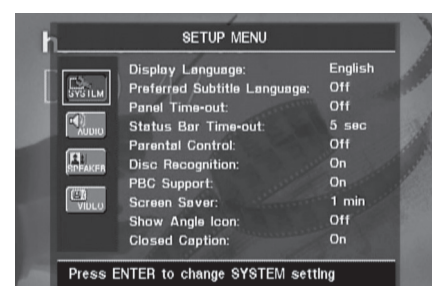 SETUP MENU
SYSTEM
AUDIO
SPEAKER
VIDEO
Display Language: English
Preferred Subtitle Language: Off
Panel Time-out: Off
Status Bar Time-out: 5 sec
Parental Control: Off
Disc Recognition: On
PBC Support: On
Screen Saver: 1 min
Show Angle Icon: Off
Closed Caption: On
Press ENTER to change SYSTEM setting